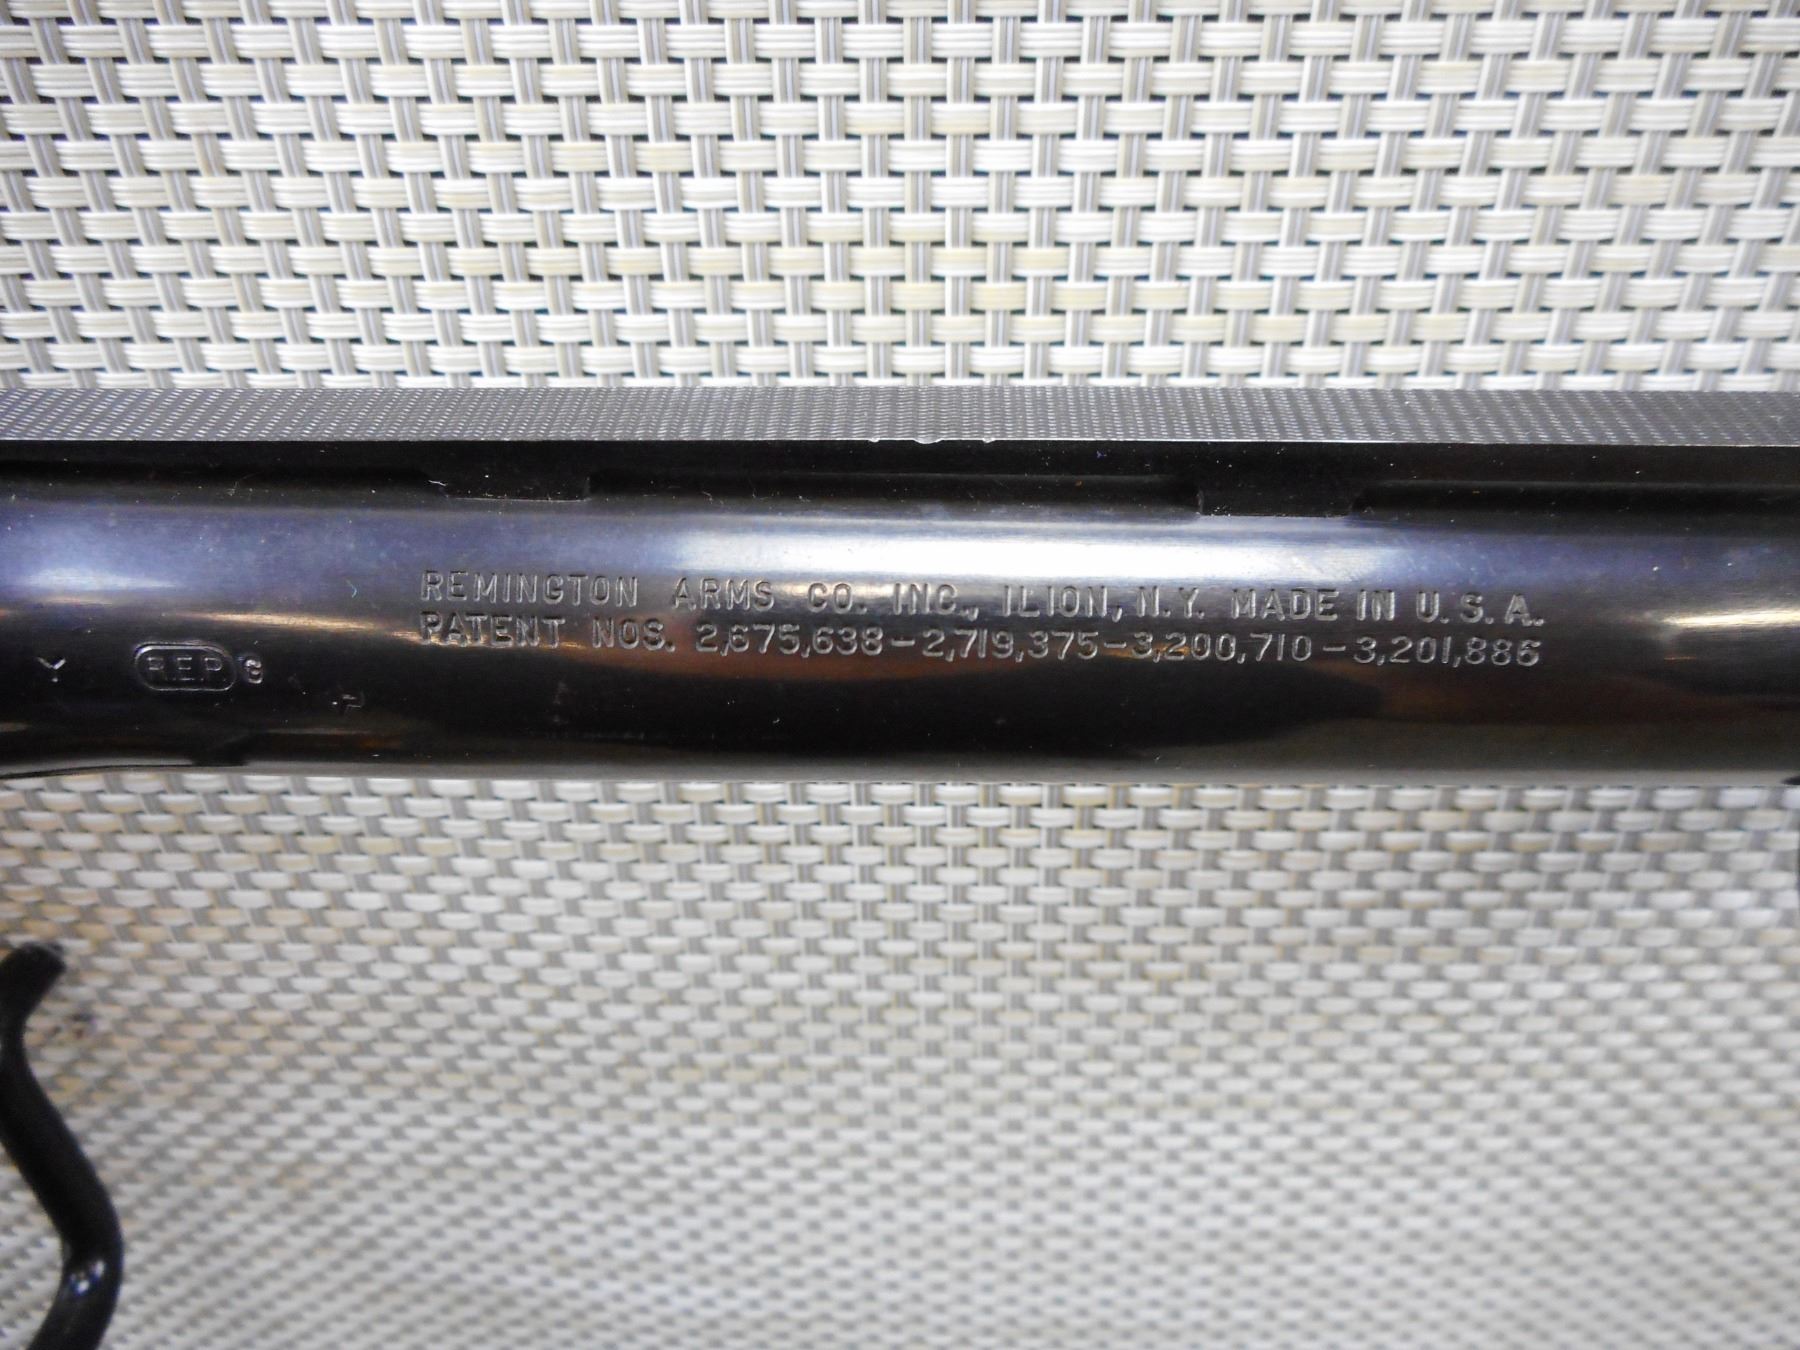 REMINGTON ARMS CO. INC., ILION, N.Y. MADE IN U.S.A.
PATENT NOS. 2,675,638-2,719,375-3,200,710-3,201,886
Y R.E.P.